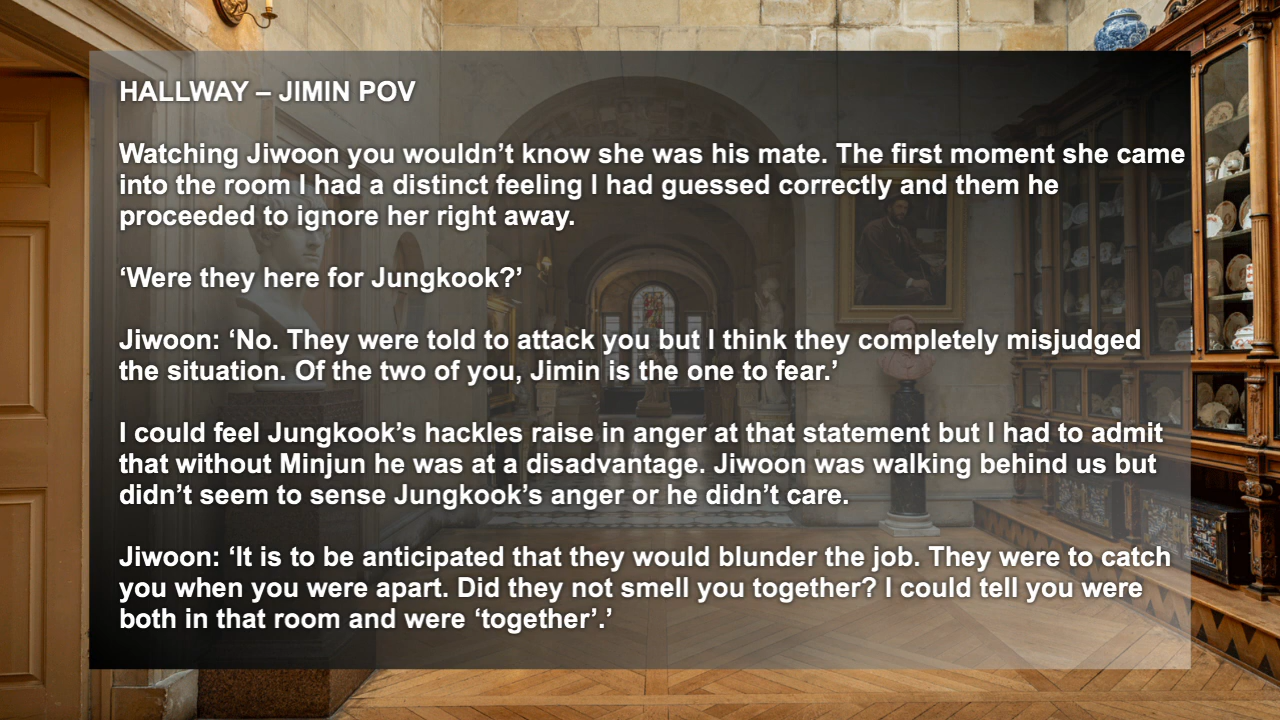 HALLWAY – JIMIN POV
Watching Jiwoon you wouldn’t know she was his mate. The first moment she came
into the room I had a distinct feeling I had guessed correctly and them he
proceeded to ignore her right away.
‘Were they here for Jungkook?’
Jiwoon: ‘No. They were told to attack you but I think they completely misjudged
the situation. Of the two of you, Jimin is the one to fear.’
I could feel Jungkook’s hackles raise in anger at that statement but I had to admit
that without Minjun he was at a disadvantage. Jiwoon was walking behind us but
didn’t seem to sense Jungkook’s anger or he didn’t care.
Jiwoon: ‘It is to be anticipated that they would blunder the job. They were to catch
you when you were apart. Did they not smell you together? I could tell you were
both in that room and were ‘together’.’